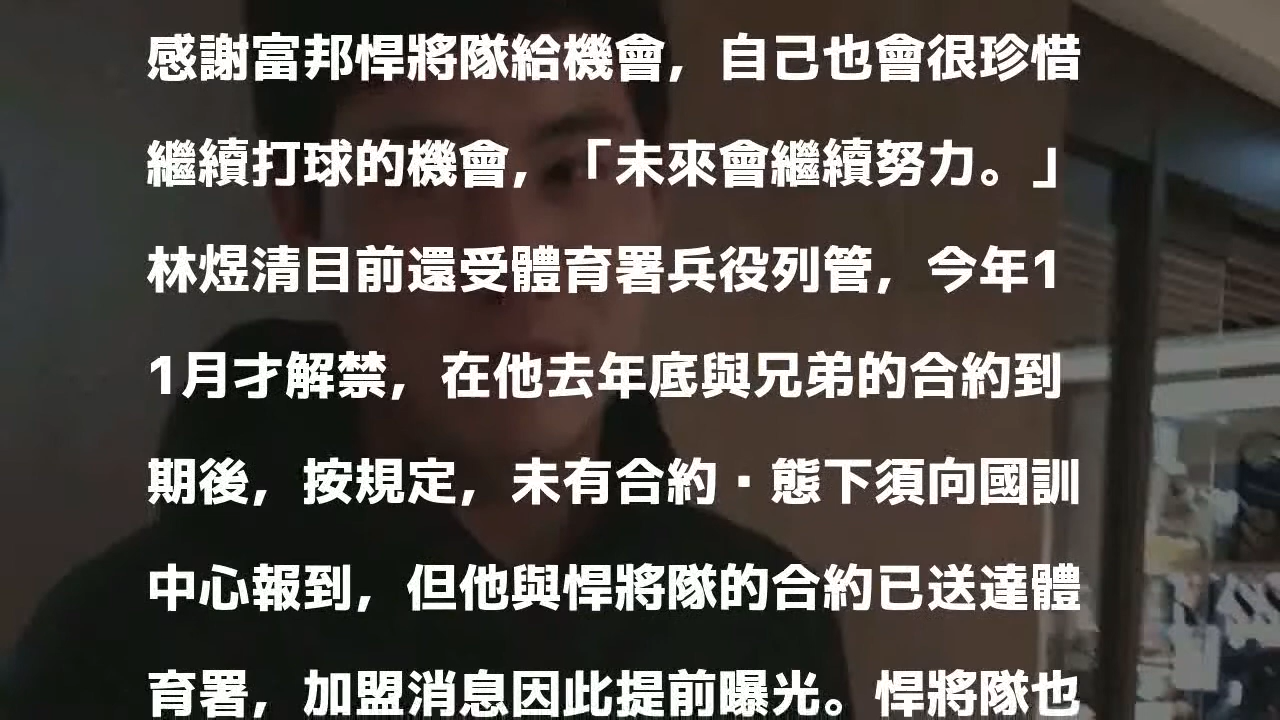 感謝富邦悍將隊給機會，自己也會很珍惜
繼續打球的機會，「未來會繼續努力。」
林煜清目前還受體育署兵役列管，今年1
1月才解禁，在他去年底與兄弟的合約到
期後，按規定，未有合約▪態下須向國訓
中心報到，但他與悍將隊的合約已送達體
育署，加盟消息因此提前曝光。悍將隊也